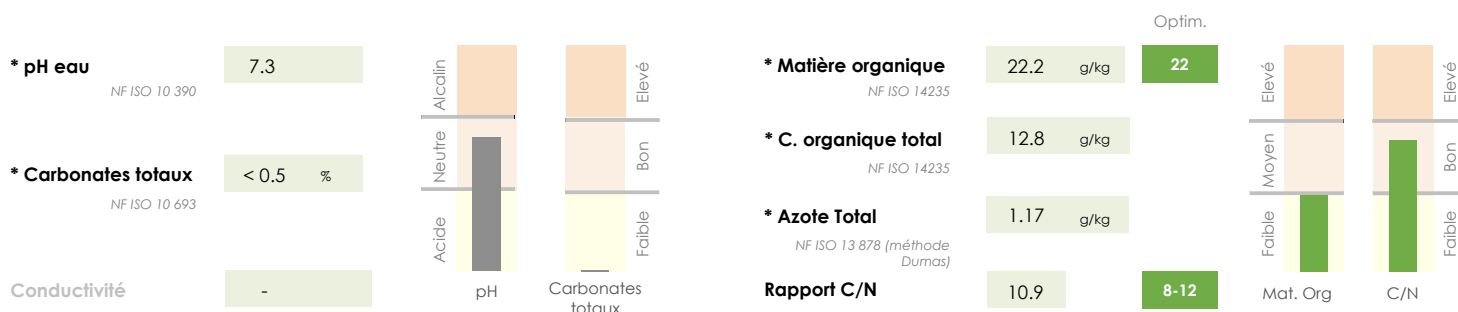 Optim.
* pH eau 7.3
NF ISO 10 390
* Carbonates totaux < 0.5 %
NF ISO 10 693
Conductivité -
Alcalin
Neutre
Acide
Elevé
Bon
Faible
pH
Carbonates
totaux
* Matière organique 22.2 g/kg 22
NF ISO 14235
* C. organique total 12.8 g/kg
NF ISO 14235
* Azote Total 1.17 g/kg
NF ISO 13 878 (méthode
Dumas)
Rapport C/N 10.9 8-12
Elevé
Moyen
Faible
Elevé
Bon
Faible
Mat. Org
C/N